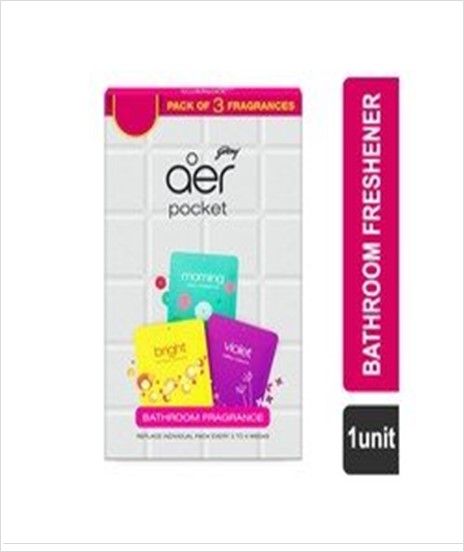 PACK OF 3 FRAGRANCES
Godrej
aer
pocket
morning
bright
violet
BATHROOM FRAGRANCE
REPLACE INDIVIDUAL PACK EVERY 3 TO 4 WEEKS
BATHROOM FRESHENER
1unit